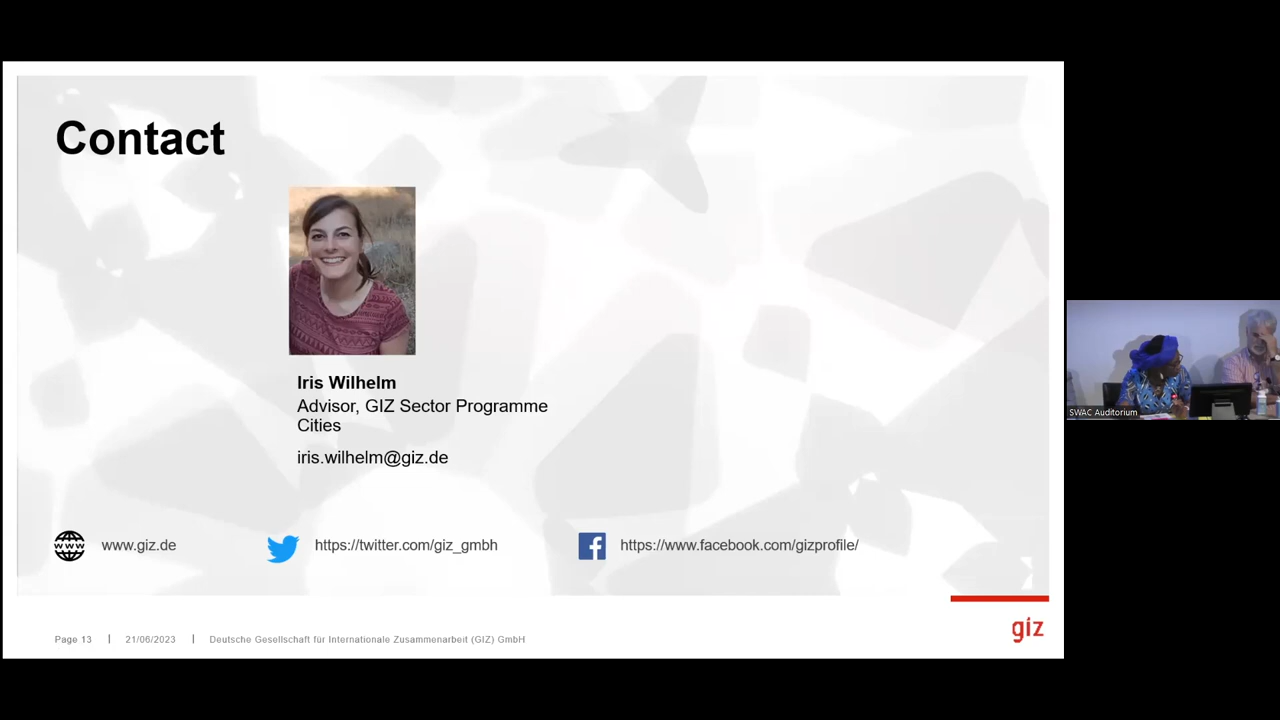 Contact
Iris Wilhelm
Advisor, GIZ Sector Programme
Cities
iris.wilhelm@giz.de
www
www.giz.de
https://twitter.com/giz_gmbh
https://www.facebook.com/gizprofile/
Page 13 | 21/06/2023 | Deutsche Gesellschaft für Internationale Zusammenarbeit (GIZ) GmbH
giz
SWAC Auditorium